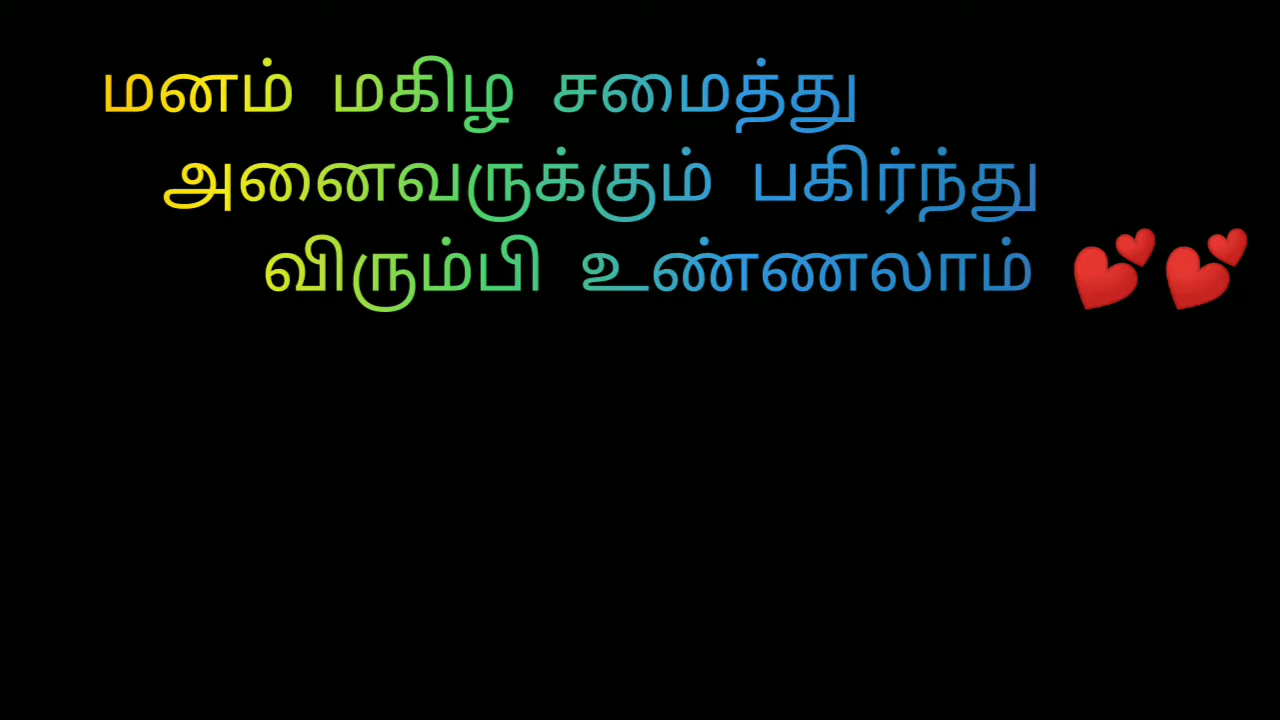 மனம் மகிழ சமைத்து
அனைவருக்கும் பகிர்ந்து
விரும்பி உண்ணலாம் 💕💕